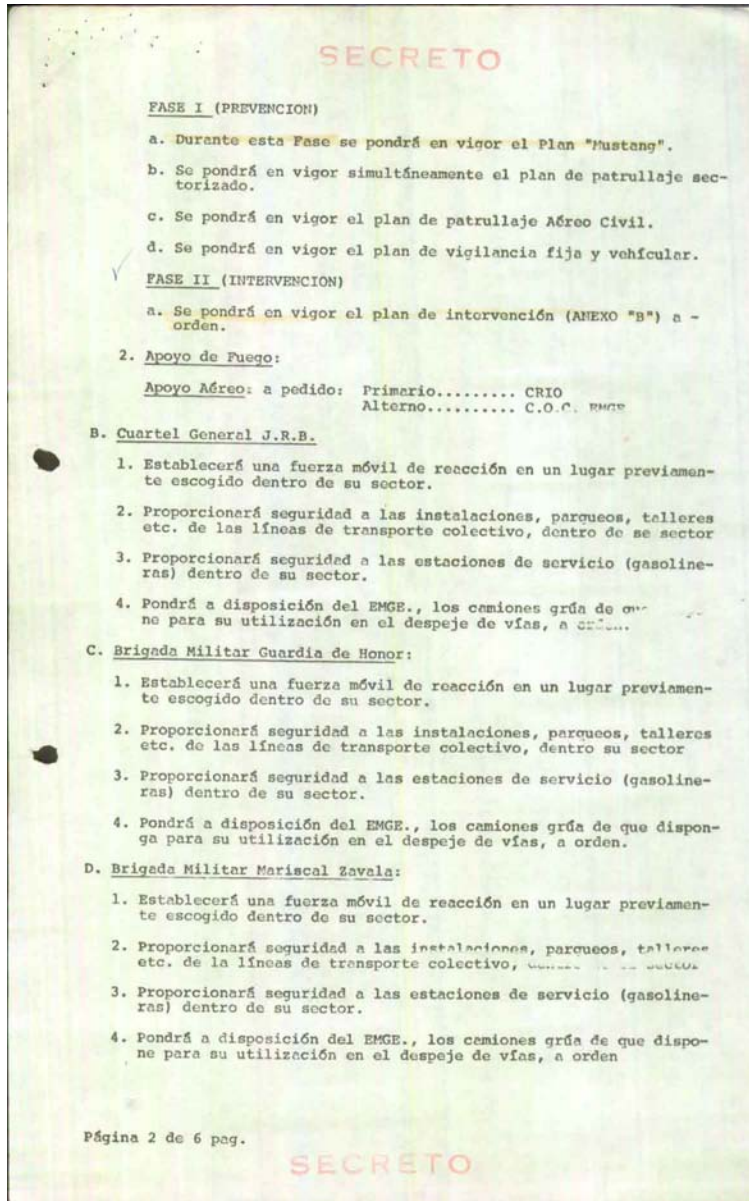 SECRETO
FASE I (PREVENCION)
a. Durante esta Fase se pondrá en vigor el Plan "Mustang".
b. Se pondrá en vigor simultáneamente el plan de patrullaje sec-
torizado.
c. Se pondrá en vigor el plan de patrullaje Aéreo Civil.
d. Se pondrá en vigor el plan de vigilancia fija y vehícular.
FASE II (INTERVENCION)
a. Se pondrá en vigor el plan de intervención (ANEXO "B") a -
orden.
2. Apoyo de Fuego:
Apoyo Aéreo: a pedido: Primario......... CRIO
Alterno.......... C.O.C. EMGE
B. Cuartel General J.R.B.
1. Establecerá una fuerza móvil de reacción en un lugar previamen-
te escogido dentro de su sector.
2. Proporcionará seguridad a las instalaciones, parqueos, talleres
etc. de las líneas de transporte colectivo, dentro de se sector
3. Proporcionará seguridad a las estaciones de servicio (gasoline-
ras) dentro de su sector.
4. Pondrá a disposición del EMGE., los camiones grúa de
ne para su utilización en el despeje de vías, a
C. Brigada Militar Guardia de Honor:
1. Establecerá una fuerza móvil de reacción en un lugar previamen-
te escogido dentro de su sector.
2. Proporcionará seguridad a las instalaciones, parqueos, talleres
etc. de las líneas de transporte colectivo, dentro su sector
3. Proporcionará seguridad a las estaciones de servicio (gasoline-
ras) dentro de su sector.
4. Pondrá a disposición del EMGE., los camiones grúa de que dispon-
ga para su utilización en el despeje de vías, a orden.
D. Brigada Militar Mariscal Zavala:
1. Establecerá una fuerza móvil de reacción en un lugar previamen-
te escogido dentro de su sector.
2. Proporcionará seguridad a las instalaciones, parqueos, talleres
etc. de la líneas de transporte colectivo,
3. Proporcionará seguridad a las estaciones de servicio (gasoline-
ras) dentro de su sector.
4. Pondrá a disposición del EMGE., los camiones grúa de que dispo-
ne para su utilización en el despeje de vías, a orden
Página 2 de 6 pag.
SECRETO